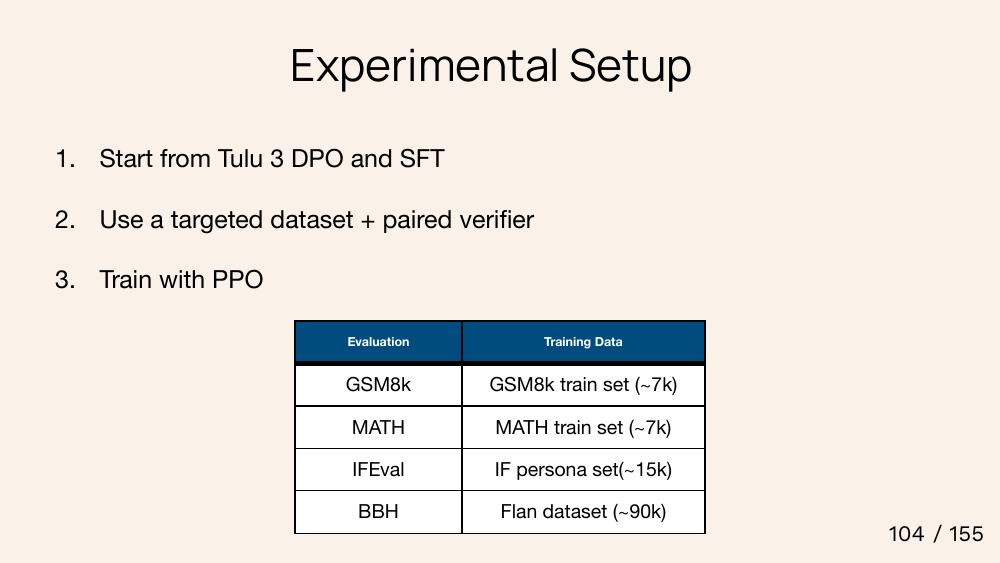 Experimental Setup
1. Start from Tulu 3 DPO and SFT
2. Use a targeted dataset + paired verifier
3. Train with PPO
Evaluation Training Data
GSM8k GSM8k train set (~7k)
MATH MATH train set (~7k)
IFEval IF persona set(~15k)
BBH Flan dataset (~90k)
104 / 155